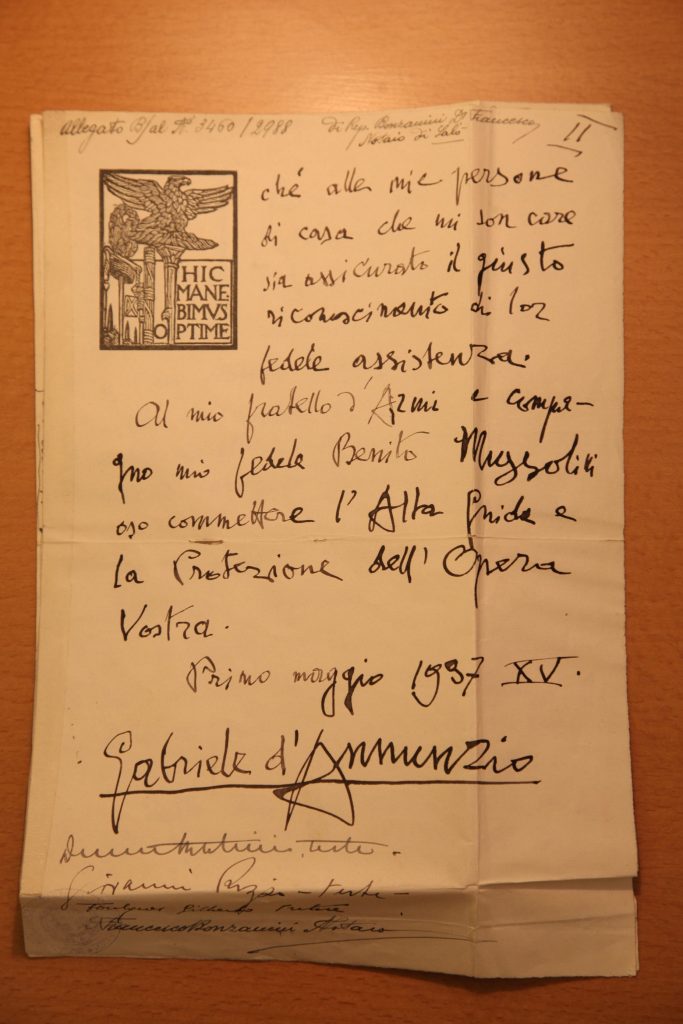 Allegato B/al N. 3460/2988
di Rep. Bonzanini Dr Francesco
Notaio di Salò
II
HIC
MANE:
BIMVS
OPTIME
ché alle mie persone
di casa che mi son care
sia assicurato il giusto
riconoscimento di lor
fedele assistenza.
Al mio fratello d'Armi e compa-
gno mio fedele Benito Mussolini
oso commettere l'Alta Guida e
la Protezione dell'Opera
Vostra.
Primo maggio 1937 XV.
Gabriele d'Annunzio
teste.
Giovanni - teste -
Francesco Bonzanini Notaio